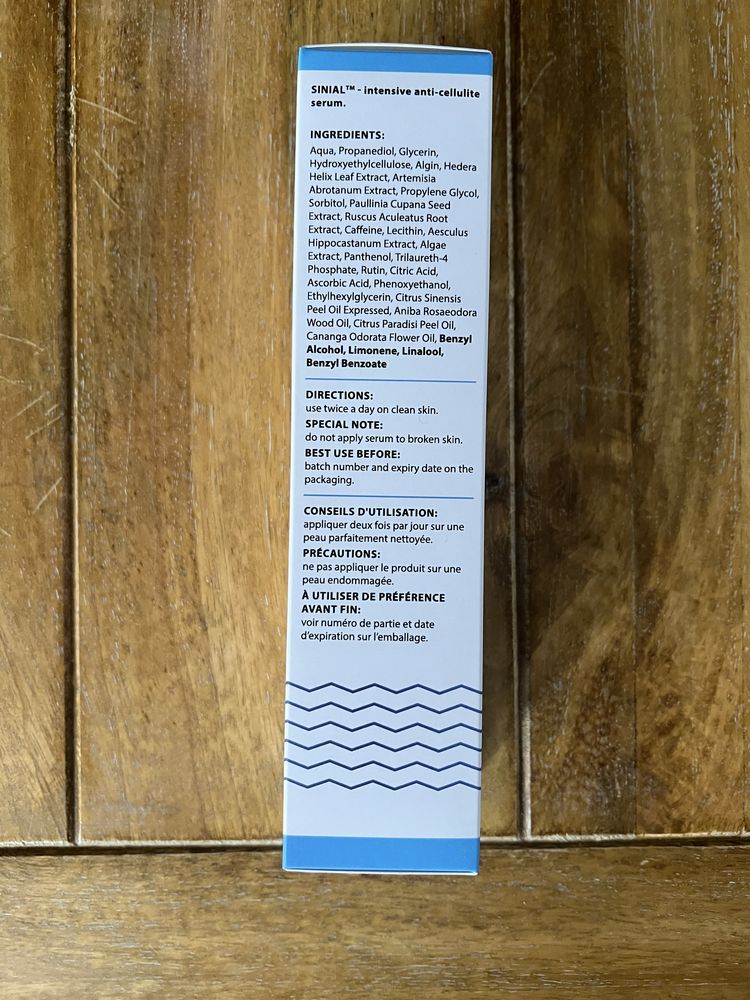 SINIAL™ - intensive anti-cellulite
serum.
INGREDIENTS:
Aqua, Propanediol, Glycerin,
Hydroxyethylcellulose, Algin, Hedera
Helix Leaf Extract, Artemisia
Abrotanum Extract, Propylene Glycol,
Sorbitol, Paullinia Cupana Seed
Extract, Ruscus Aculeatus Root
Extract, Caffeine, Lecithin, Aesculus
Hippocastanum Extract, Algae
Extract, Panthenol, Trilaureth-4
Phosphate, Rutin, Citric Acid,
Ascorbic Acid, Phenoxyethanol,
Ethylhexylglycerin, Citrus Sinensis
Peel Oil Expressed, Aniba Rosaeodora
Wood Oil, Citrus Paradisi Peel Oil,
Cananga Odorata Flower Oil, Benzyl
Alcohol, Limonene, Linalool,
Benzyl Benzoate
DIRECTIONS:
use twice a day on clean skin.
SPECIAL NOTE:
do not apply serum to broken skin.
BEST USE BEFORE:
batch number and expiry date on the
packaging.
CONSEILS D'UTILISATION:
appliquer deux fois par jour sur une
peau parfaitement nettoyée.
PRÉCAUTIONS:
ne pas appliquer le produit sur une
peau endommagée.
À UTILISER DE PRÉFÉRENCE
AVANT FIN:
voir numéro de partie et date
d'expiration sur l'emballage.